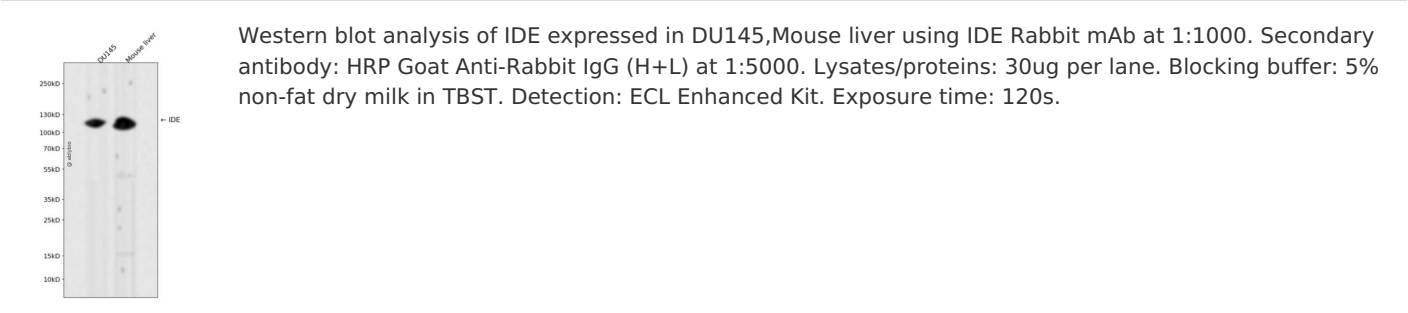 DU145
Mouse liver
250kD
130kD
← IDE
100kD
70kD
@ abyboo
55kD
35kD
25kD
15kD
10kD
Western blot analysis of IDE expressed in DU145,Mouse liver using IDE Rabbit mAb at 1:1000. Secondary
antibody: HRP Goat Anti-Rabbit IgG (H+L) at 1:5000. Lysates/proteins: 30ug per lane. Blocking buffer: 5%
non-fat dry milk in TBST. Detection: ECL Enhanced Kit. Exposure time: 120s.